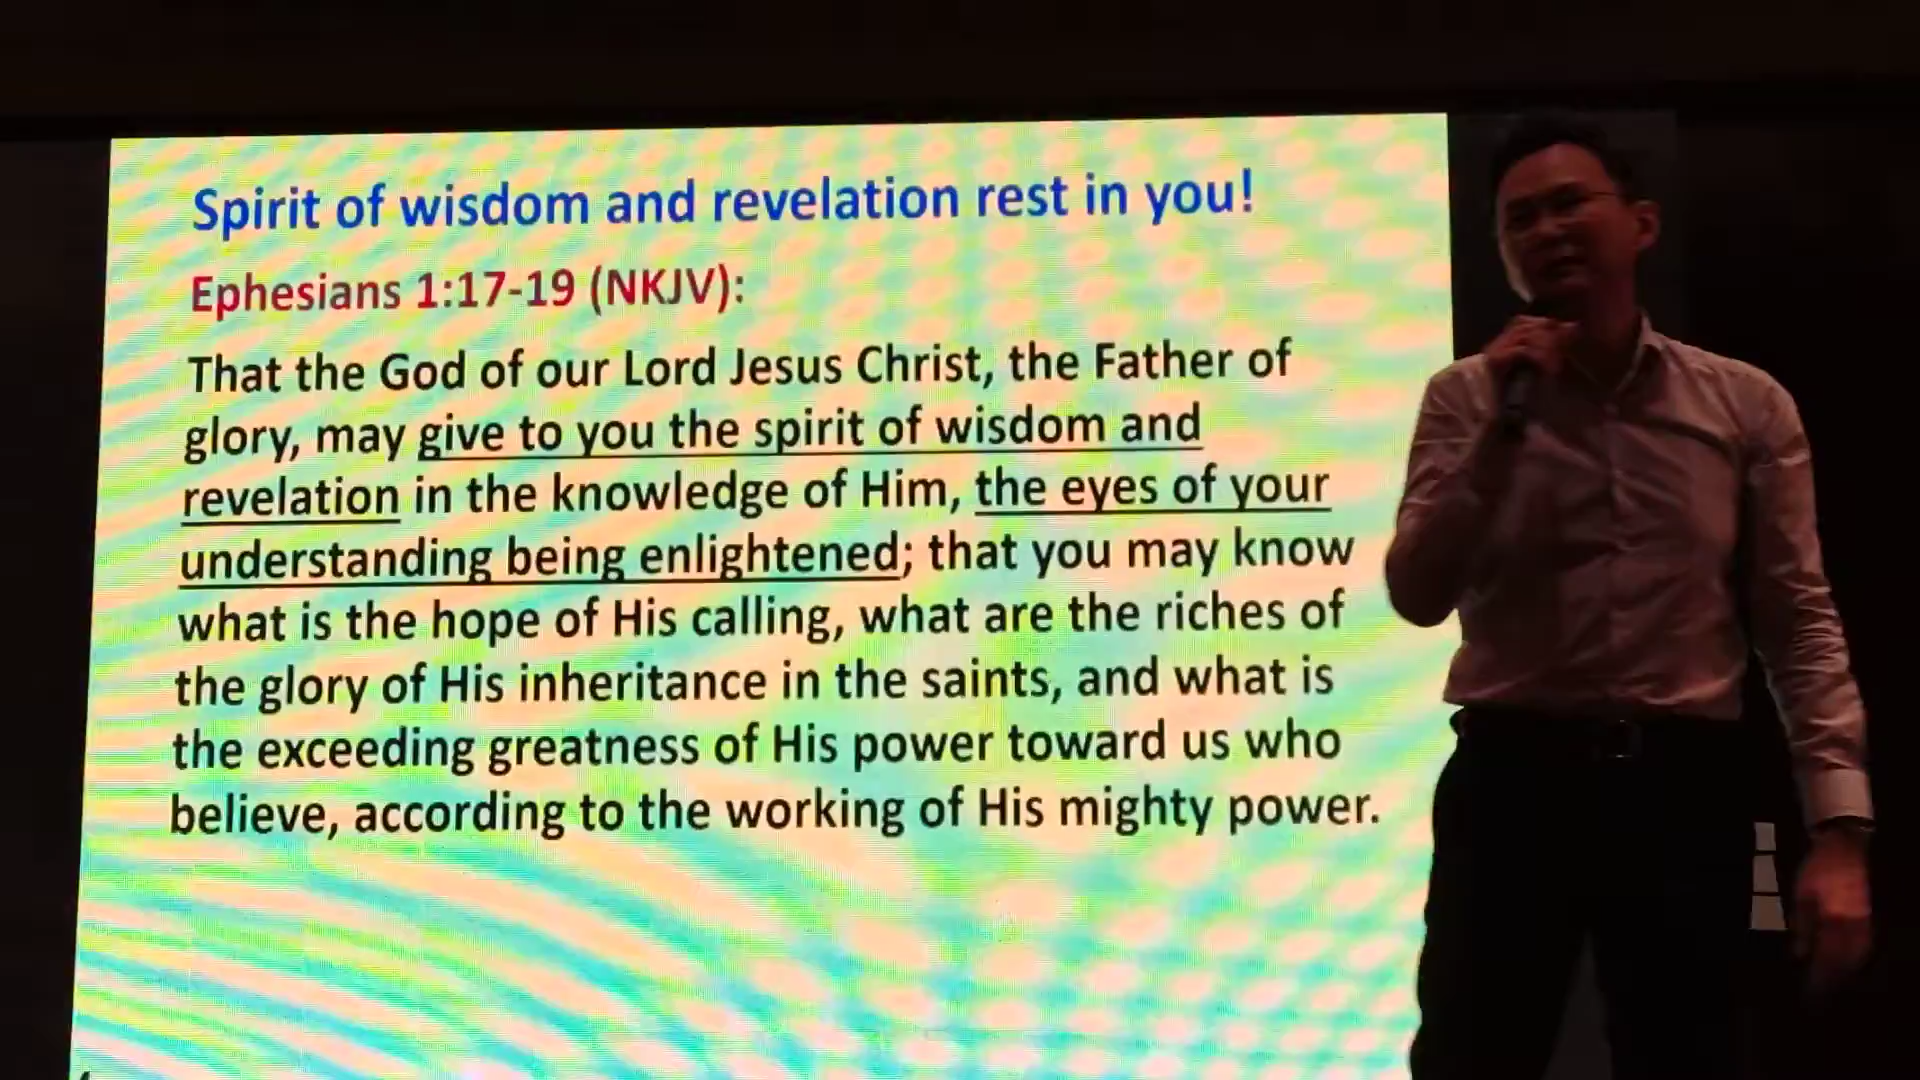 Spirit of wisdom and revelation rest in you!
Ephesians 1:17-19 (NKJV):
That the God of our Lord Jesus Christ, the Father of
glory, may give to you the spirit of wisdom and
revelation in the knowledge of Him, the eyes of your
understanding being enlightened; that you may know
what is the hope of His calling, what are the riches of
the glory of His inheritance in the saints, and what is
the exceeding greatness of His power toward us who
believe, according to the working of His mighty power.